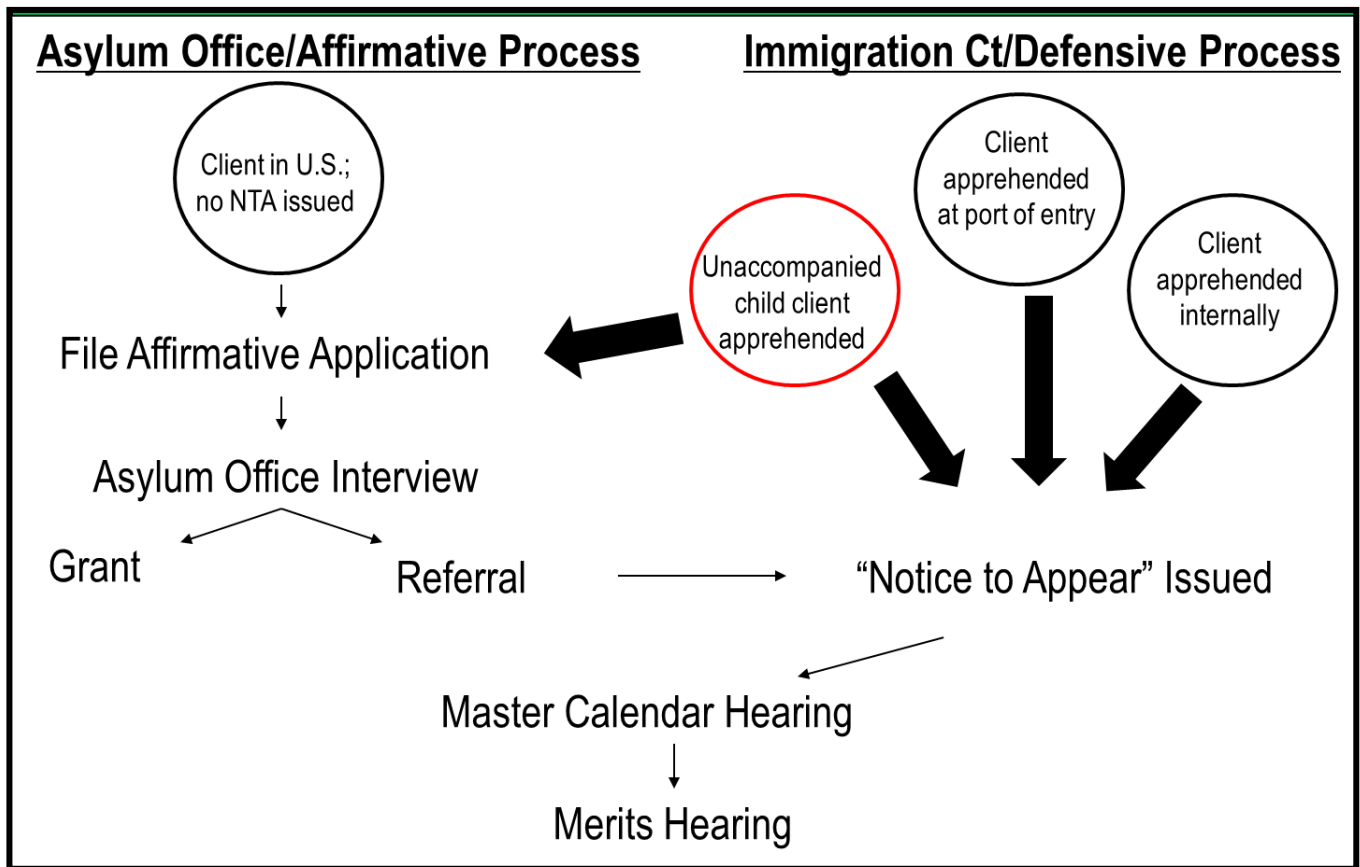 Asylum Office/Affirmative Process
Immigration Ct/Defensive Process
Client in U.S.;
no NTA issued
Client
apprehended
at port of entry
Unaccompanied
child client
apprehended
Client
apprehended
internally
File Affirmative Application
Asylum Office Interview
Grant
Referral
“Notice to Appear” Issued
Master Calendar Hearing
Merits Hearing